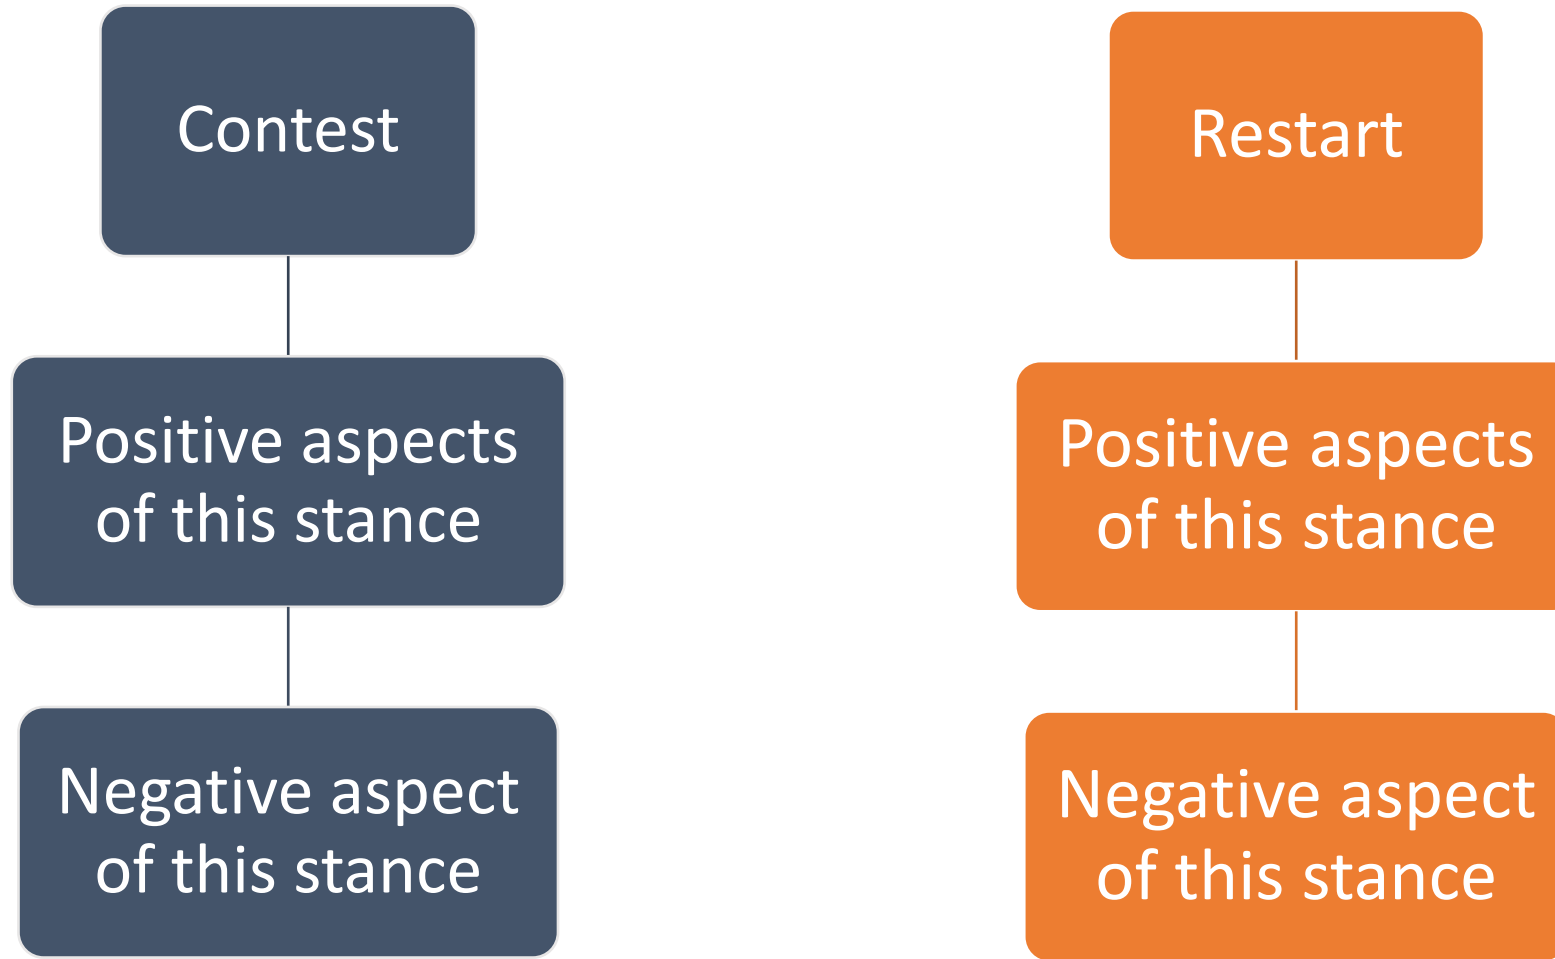 Contest
Positive aspects
of this stance
Negative aspect
of this stance
Restart
Positive aspects
of this stance
Negative aspect
of this stance